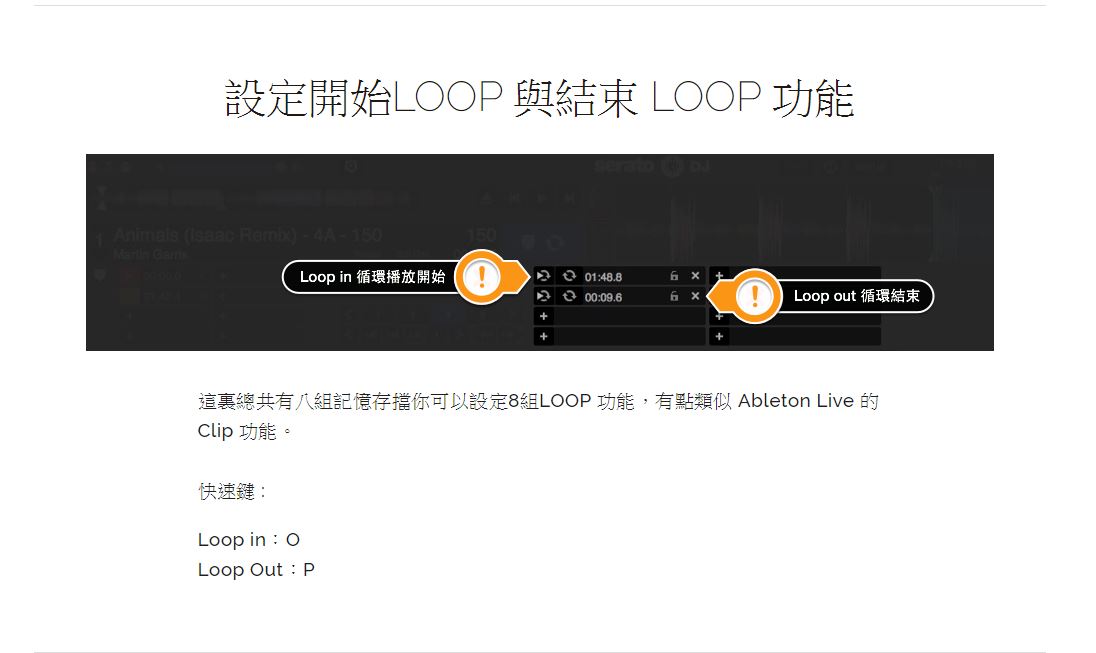 設定開始LOOP 與結束 LOOP 功能
serato DJ
Animals (Isaac Remix) - 4A - 150
150
Martin Garrix
Loop in 循環播放開始
01:48.8
00:09.6
Loop out 循環結束
這裏總共有八組記憶存擋你可以設定8組LOOP 功能，有點類似 Ableton Live 的
Clip 功能。
快速鍵：
Loop in：O
Loop Out：P